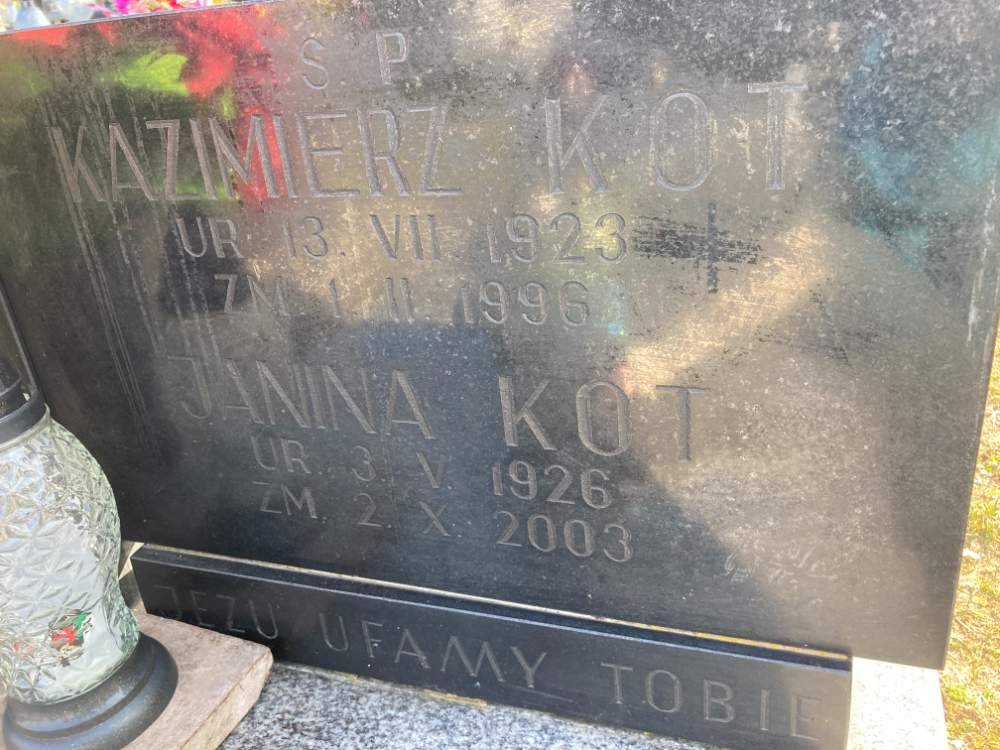 S. P.
KAZIMIERZ KOT
UR. 13. VII. 1923
ZM. 1. II. 1996
JANINA KOT
UR. 3. V. 1926
ZM. 2. X. 2003
JEZU UFAMY TOBIE